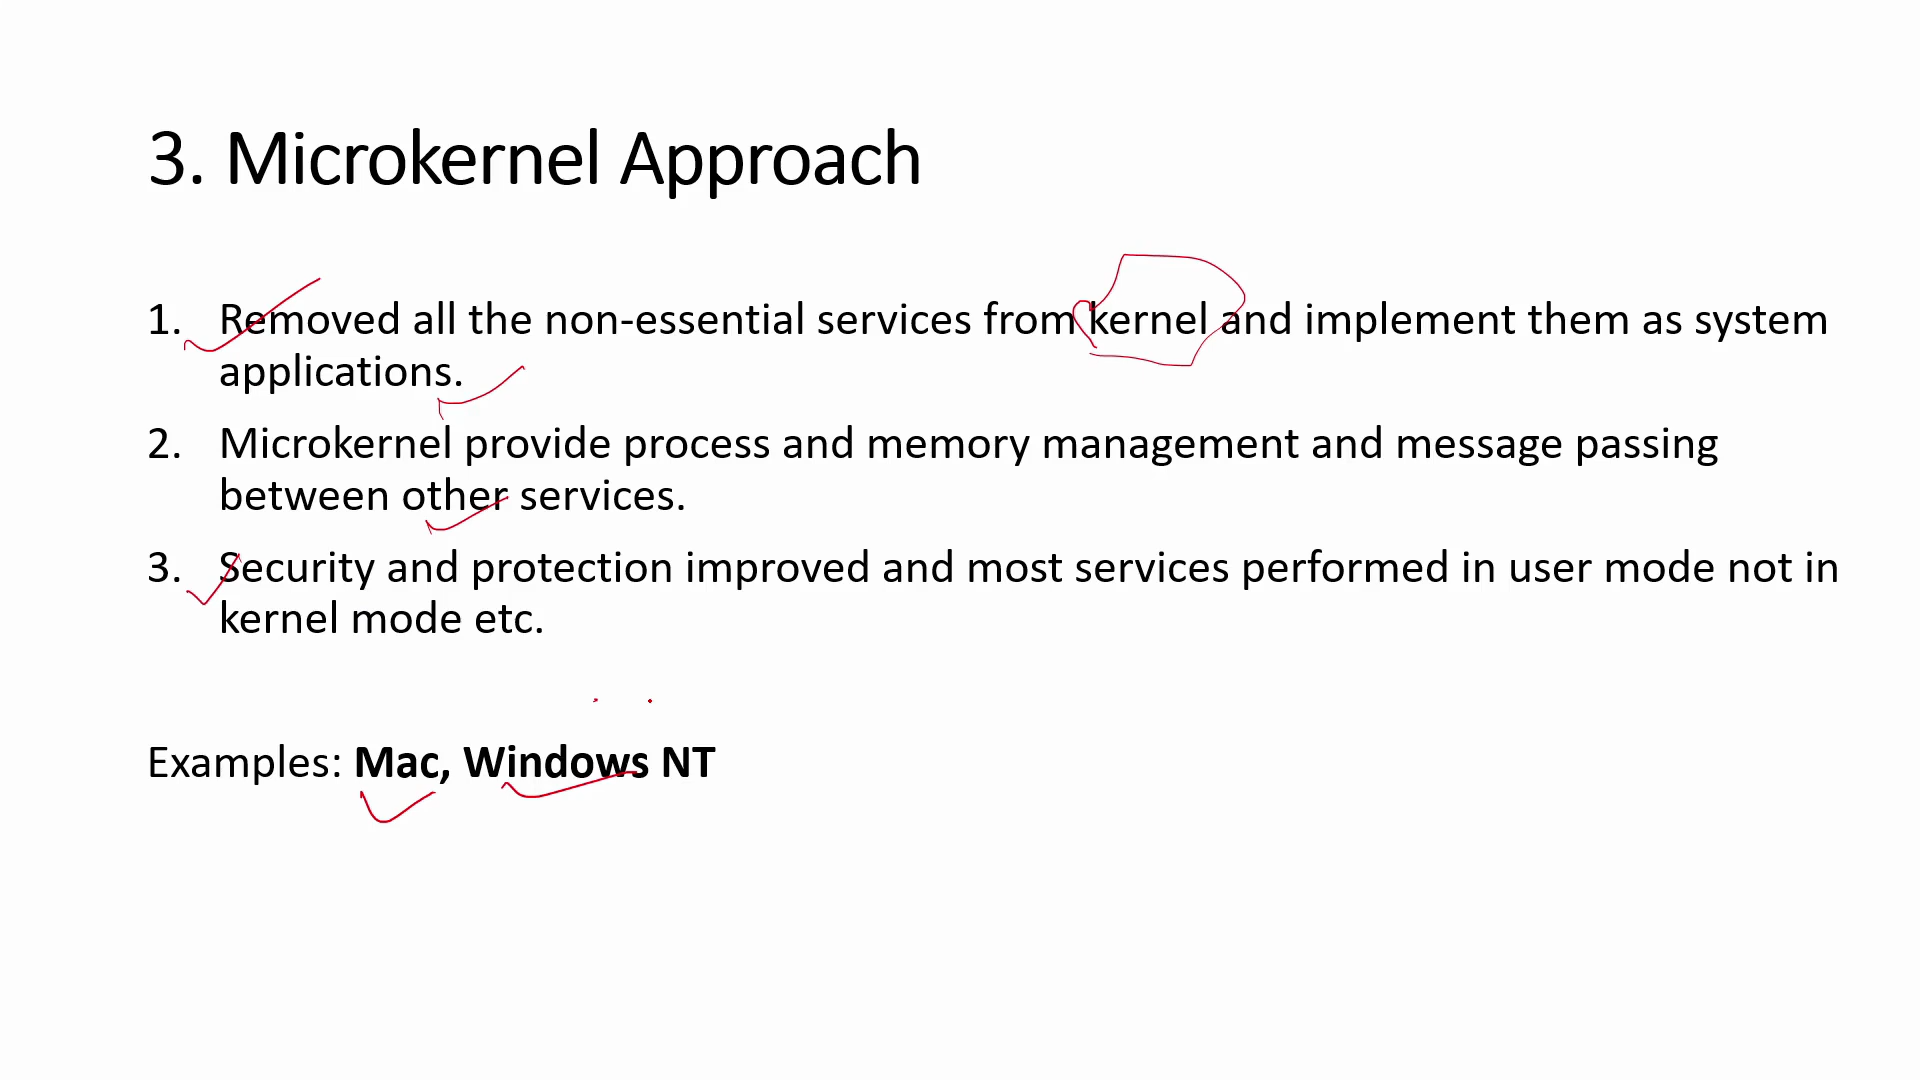 3. Microkernel Approach
1. Removed all the non-essential services from kernel and implement them as system
applications.
2. Microkernel provide process and memory management and message passing
between other services.
3. Security and protection improved and most services performed in user mode not in
kernel mode etc.
Examples: Mac, Windows NT